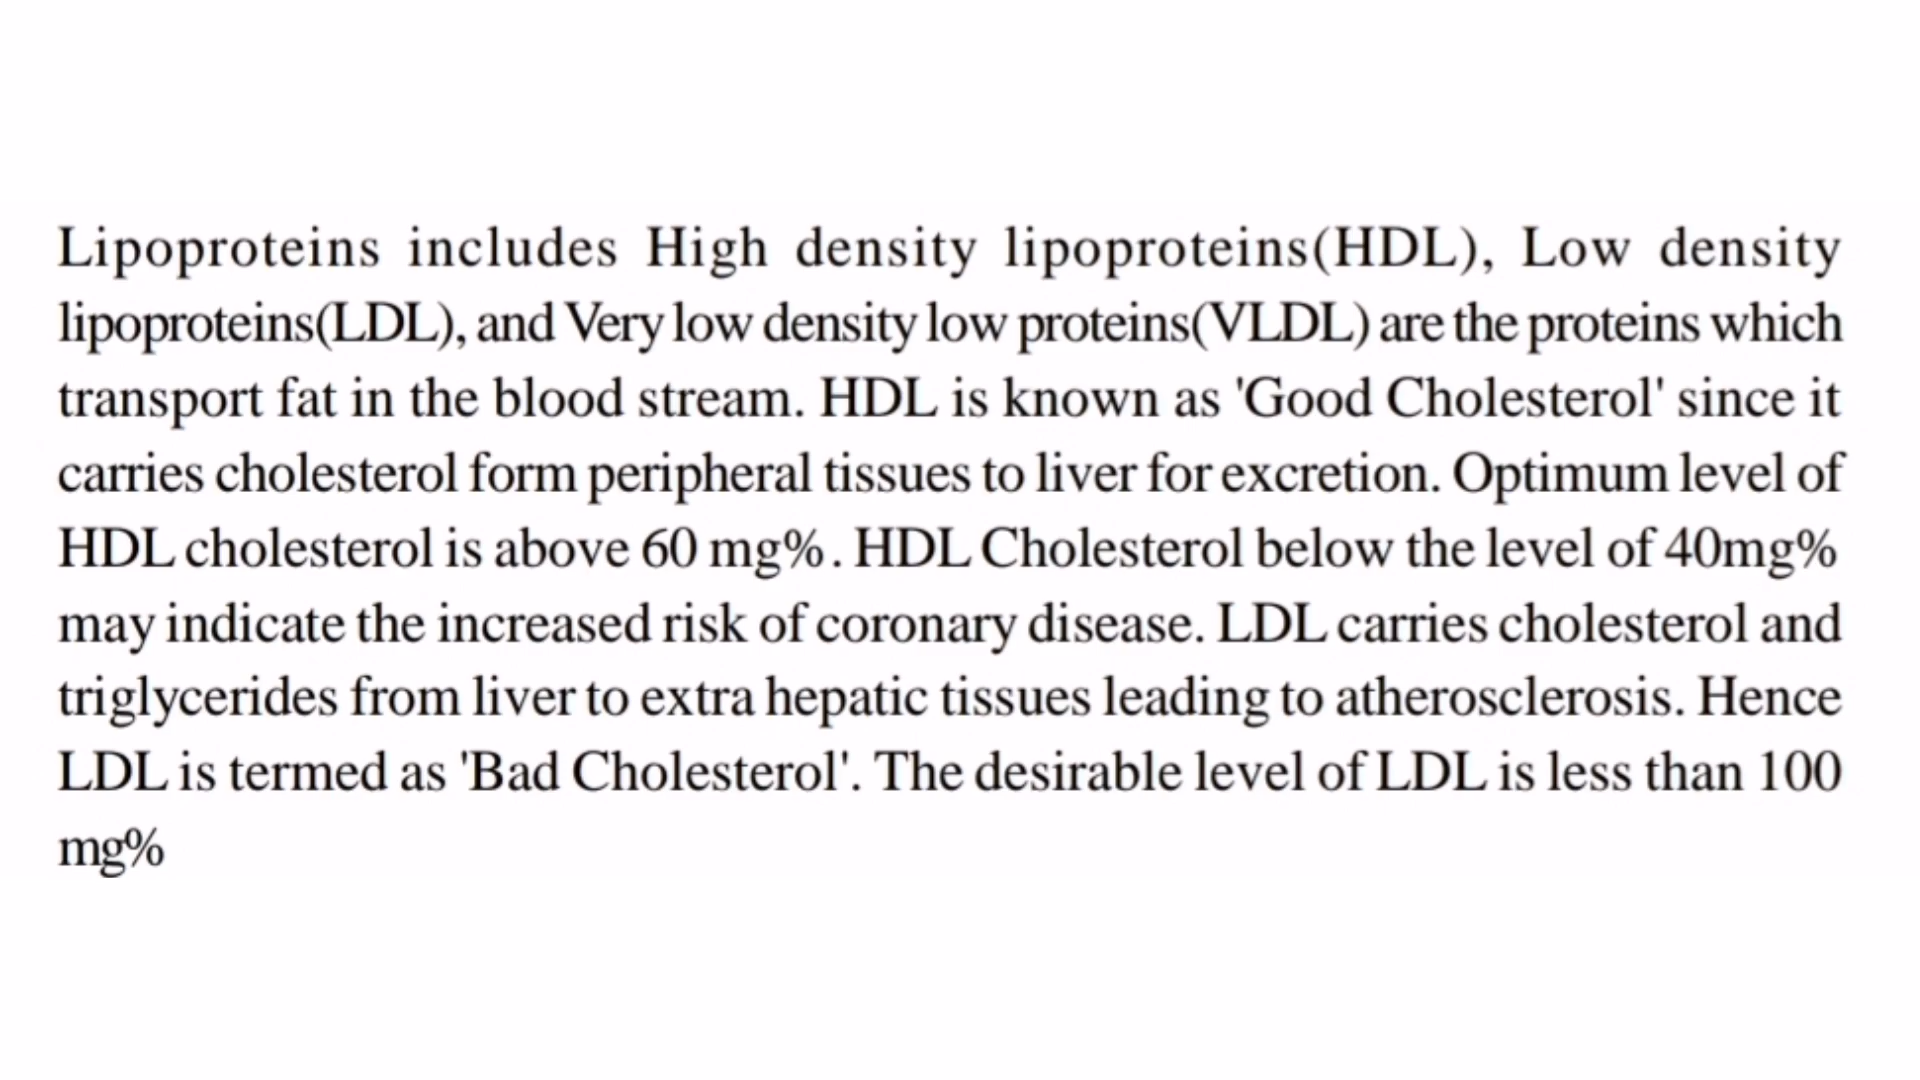 Lipoproteins includes High density lipoproteins(HDL), Low density
lipoproteins(LDL), and Very low density low proteins(VLDL) are the proteins which
transport fat in the blood stream. HDL is known as 'Good Cholesterol' since it
carries cholesterol form peripheral tissues to liver for excretion. Optimum level of
HDL cholesterol is above 60 mg%. HDL Cholesterol below the level of 40mg%
may indicate the increased risk of coronary disease. LDL carries cholesterol and
triglycerides from liver to extra hepatic tissues leading to atherosclerosis. Hence
LDL is termed as 'Bad Cholesterol'. The desirable level of LDL is less than 100
mg%